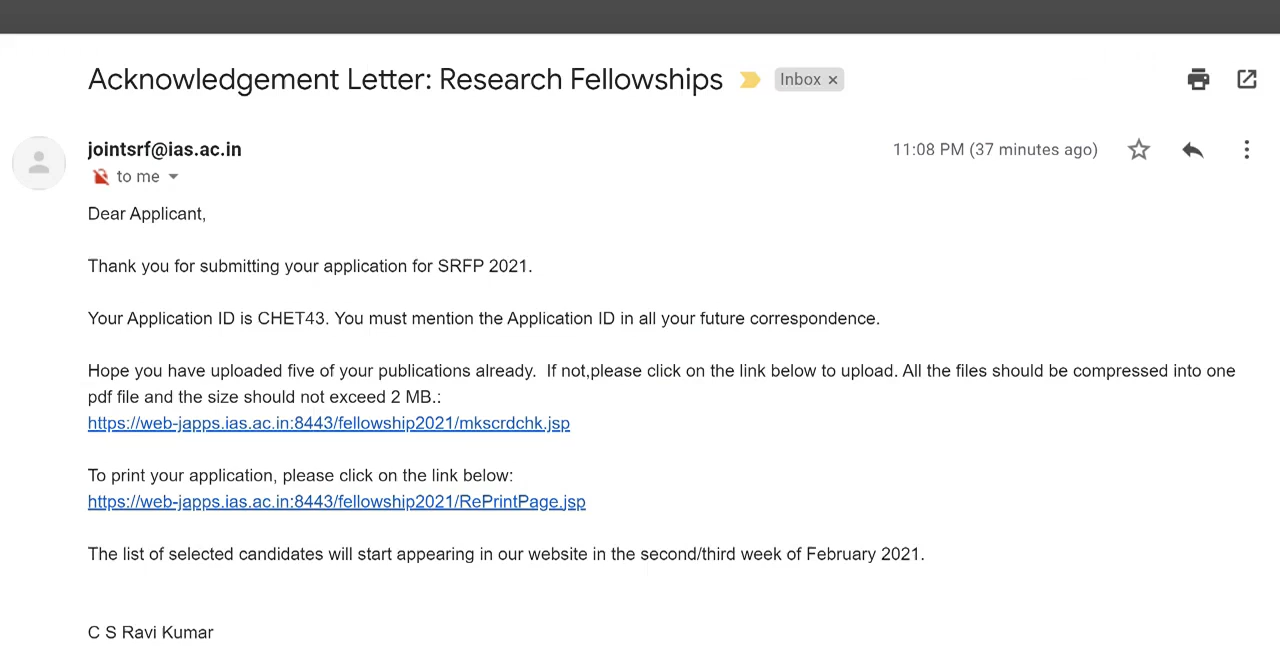 Acknowledgement Letter: Research Fellowships Inbox ×
jointsrf@ias.ac.in 11:08 PM (37 minutes ago)
to me
Dear Applicant,
Thank you for submitting your application for SRFP 2021.
Your Application ID is CHET43. You must mention the Application ID in all your future correspondence.
Hope you have uploaded five of your publications already.  If not,please click on the link below to upload. All the files should be compressed into one
pdf file and the size should not exceed 2 MB.:
https://web-japps.ias.ac.in:8443/fellowship2021/mkscrdchk.jsp
To print your application, please click on the link below:
https://web-japps.ias.ac.in:8443/fellowship2021/RePrintPage.jsp
The list of selected candidates will start appearing in our website in the second/third week of February 2021.
C S Ravi Kumar